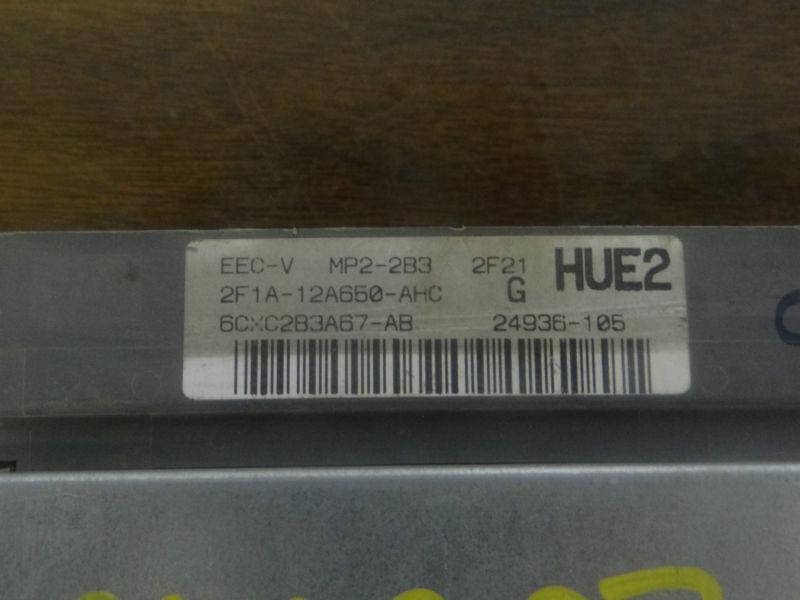 EEC-V MP2-2B3 2F21 HUE2
2F1A-12A650-AHC G
6CXC2B3A67-AB 24936-105